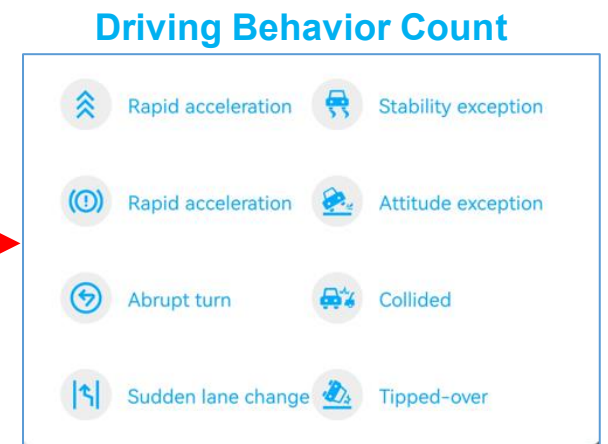 Driving Behavior Count
Rapid acceleration
Stability exception
Rapid acceleration
Attitude exception
Abrupt turn
Collided
Sudden lane change
Tipped-over